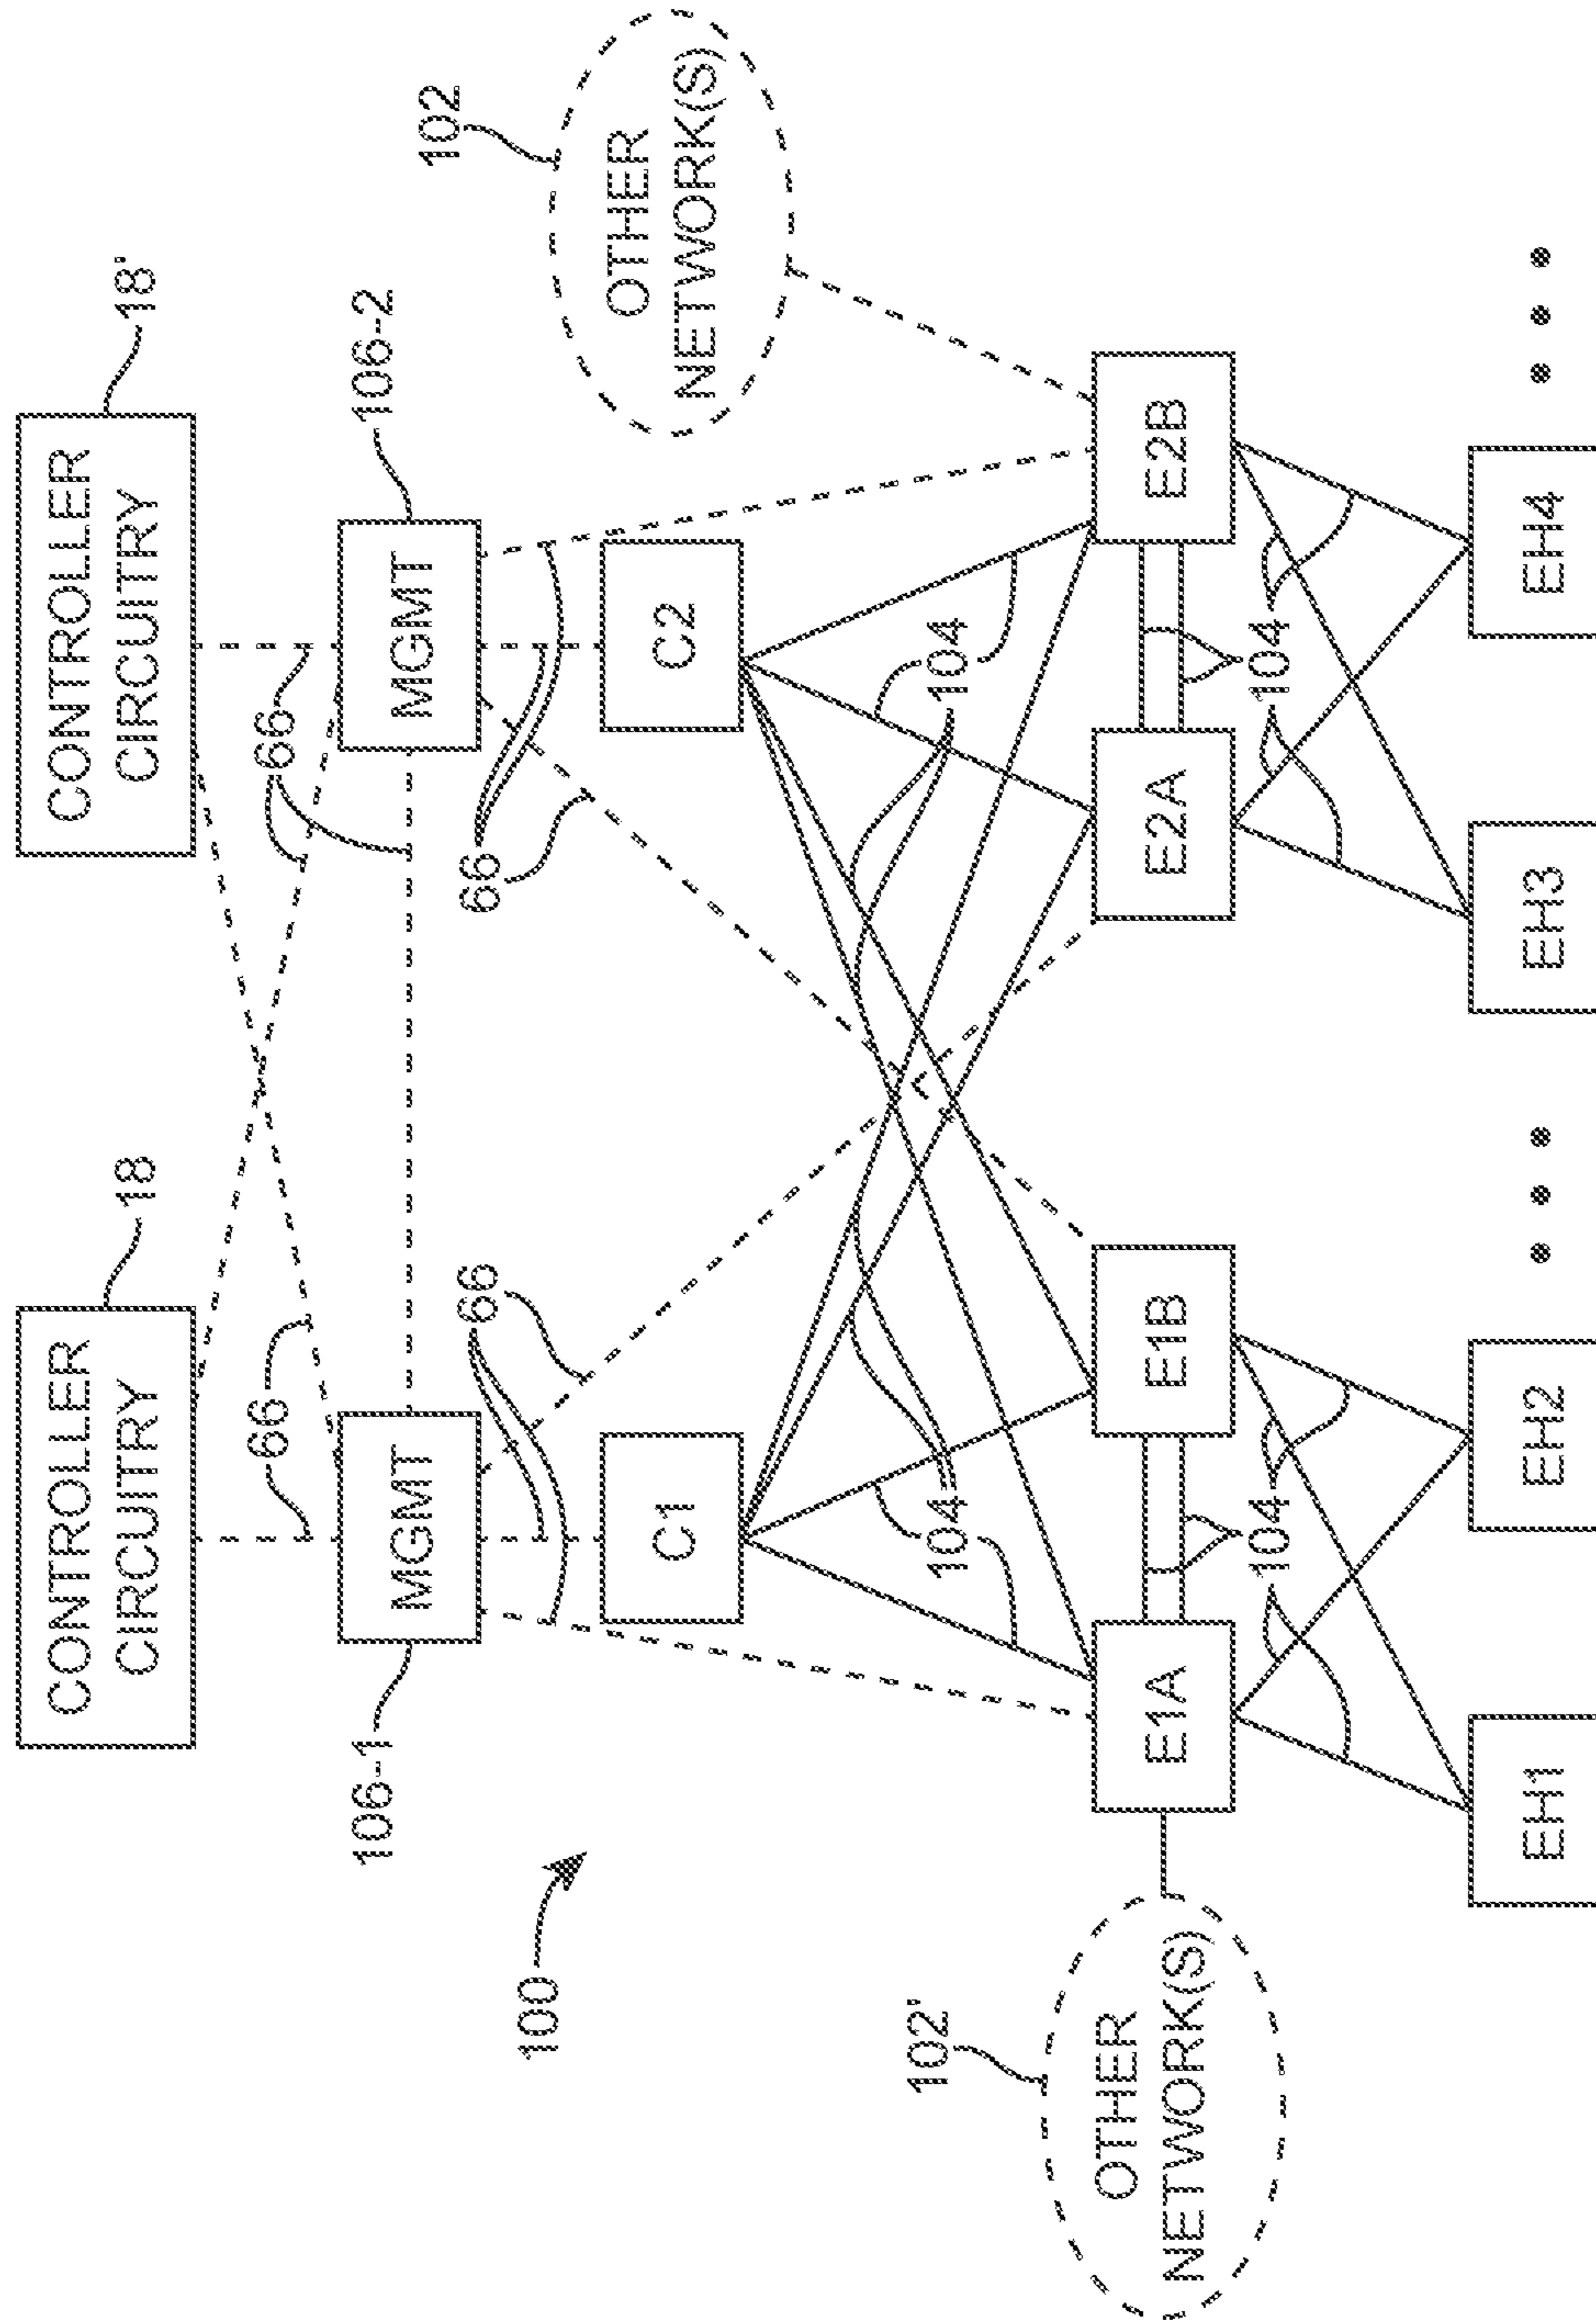 CONTROLLER
CIRCUITRY
18
CONTROLLER
CIRCUITRY
18'
66
66
106-1
MGMT
MGMT
106-2
66
66
66
66
102
OTHER
NETWORK(S)
100
C1
C2
102'
OTHER
NETWORK(S)
104
104
E1A
E1B
E2A
E2B
104
104
EH1
EH2
EH3
EH4